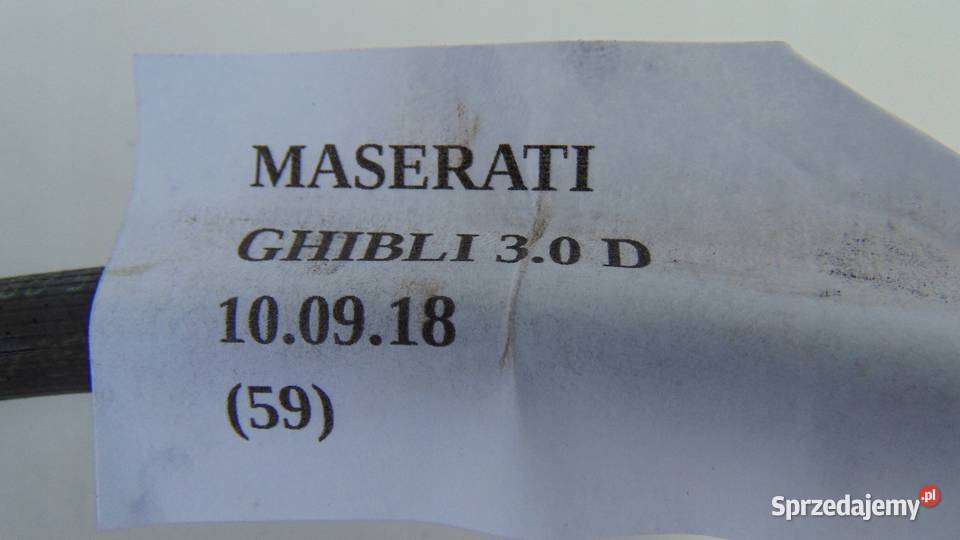 MASERATI
GHIBLI 3.0 D
10.09.18
(59)
Sprzedajemy.pl